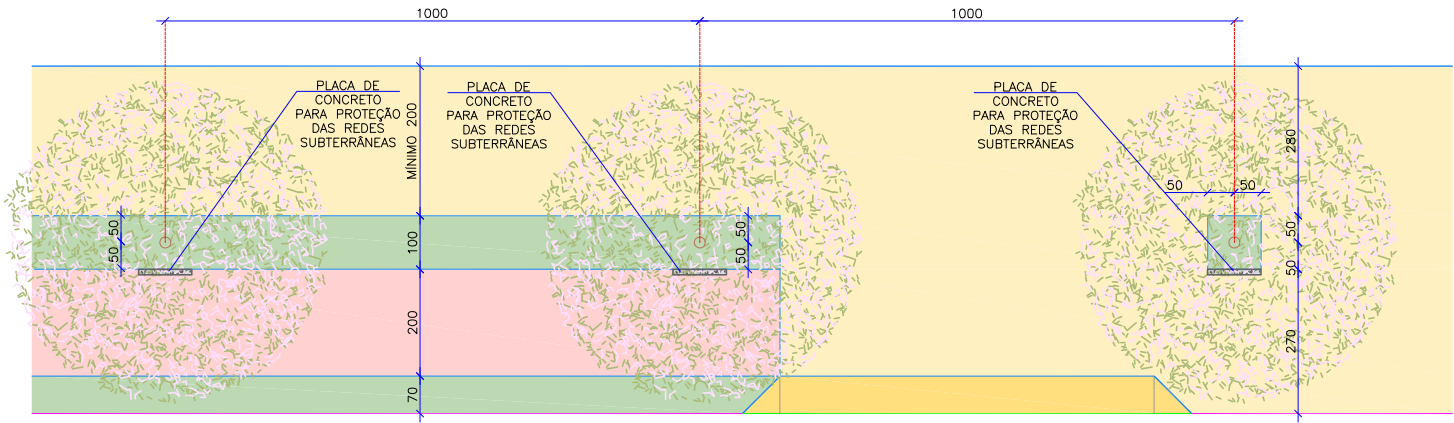 1000
1000
PLACA DE
CONCRETO
PARA PROTEÇÃO
DAS REDES
SUBTERRÂNEAS
MÍNIMO 200
PLACA DE
CONCRETO
PARA PROTEÇÃO
DAS REDES
SUBTERRÂNEAS
PLACA DE
CONCRETO
PARA PROTEÇÃO
DAS REDES
SUBTERRÂNEAS
280
50
50
50
50
100
50
50
50
50
200
270
70